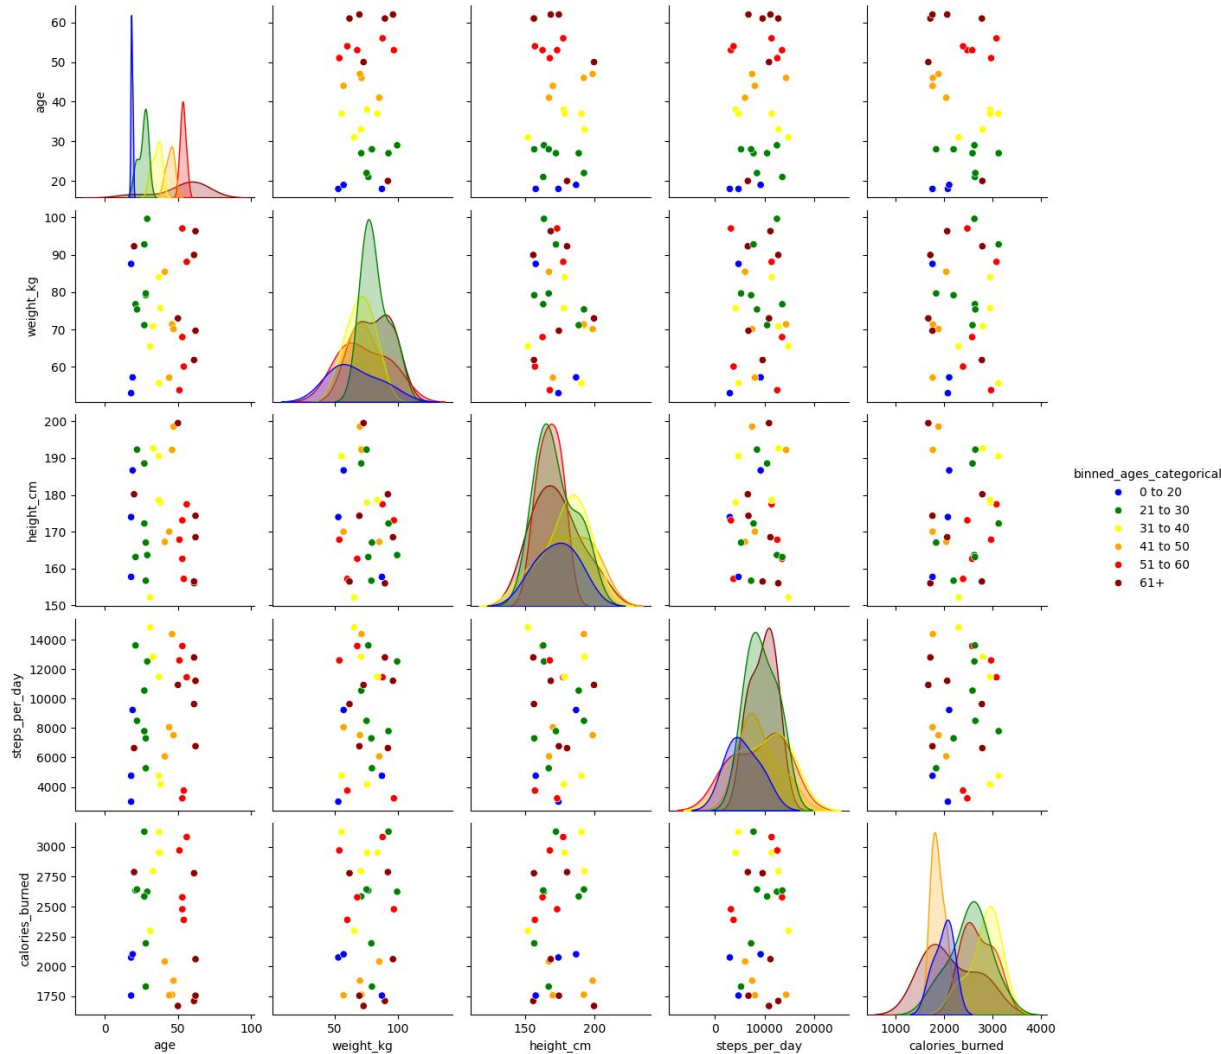 60
50
40
30
20
age
100
90
80
70
60
weight_kg
200
190
180
170
160
150
height_cm
binned_ages_categorical
0 to 20
21 to 30
31 to 40
41 to 50
51 to 60
61+
14000
12000
10000
8000
6000
4000
steps_per_day
3000
2750
2500
2250
2000
1750
calories_burned
0 50 100
50 100
150 200
0 10000 20000
1000 2000 3000 4000
age weight_kg height_cm steps_per_day calories_burned